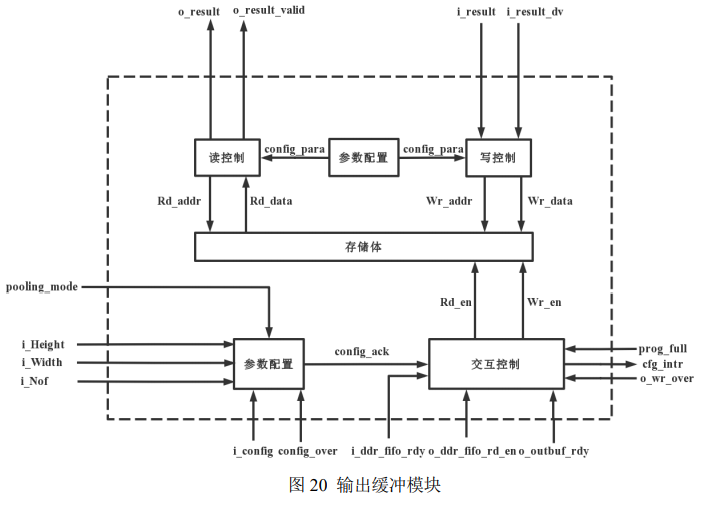 o_result o_result_valid i_result i_result_dv
读控制 config_para 参数配置 config_para 写控制
Rd_addr Rd_data Wr_addr Wr_data
存储体
pooling_mode Rd_en Wr_en
i_Height
i_Width
i_Nof
参数配置 config_ack 交互控制
prog_full
cfg_intr
o_wr_over
i_config config_over i_ddr_fifo_rdy o_ddr_fifo_rd_en o_outbuf_rdy
图 20 输出缓冲模块